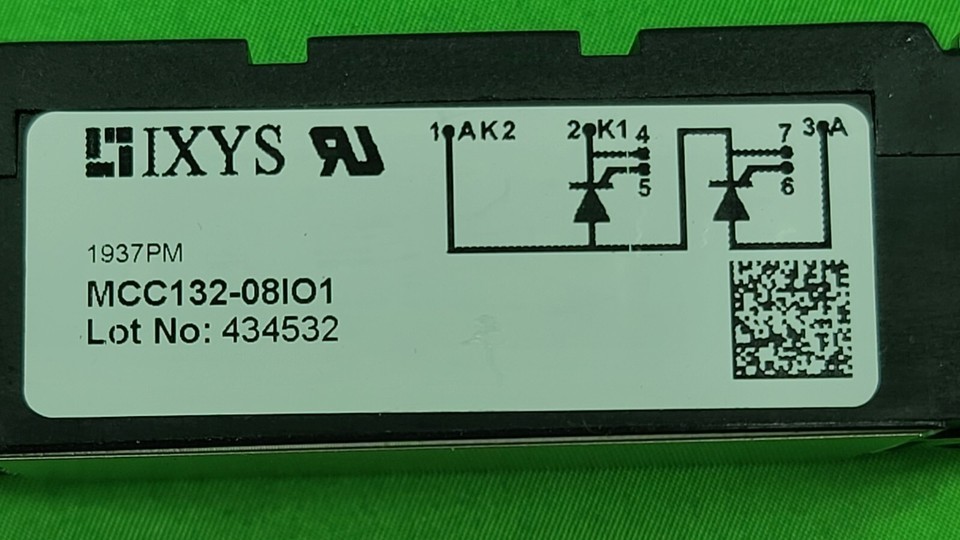 IXYS
1 AK2 2 K1 4 5 7 6 3 A
1937PM
MCC132-08IO1
Lot No: 434532